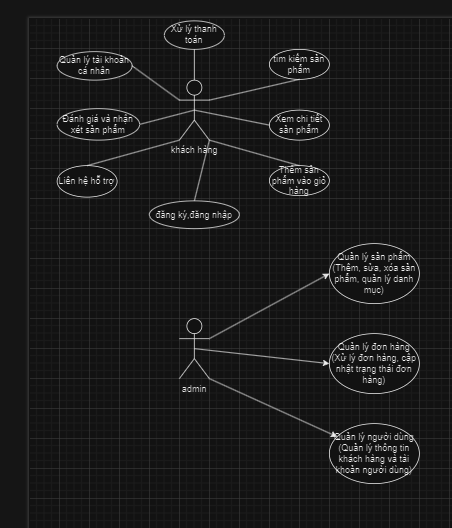 Xử lý thanh
toán
Quản lý tài khoản
cá nhân
tìm kiếm sản
phẩm
Đánh giá và nhận
xét sản phẩm
Xem chi tiết
sản phẩm
khách hàng
Liên hệ hỗ trợ
Thêm sản
phẩm vào giỏ
hàng
đăng ký,đăng nhập
Quản lý sản phẩm
(Thêm, sửa, xóa sản
phẩm, quản lý danh
mục)
Quản lý đơn hàng
(Xử lý đơn hàng, cập
nhật trạng thái đơn
hàng)
admin
Quản lý người dùng
(Quản lý thông tin
khách hàng và tài
khoản người dùng)